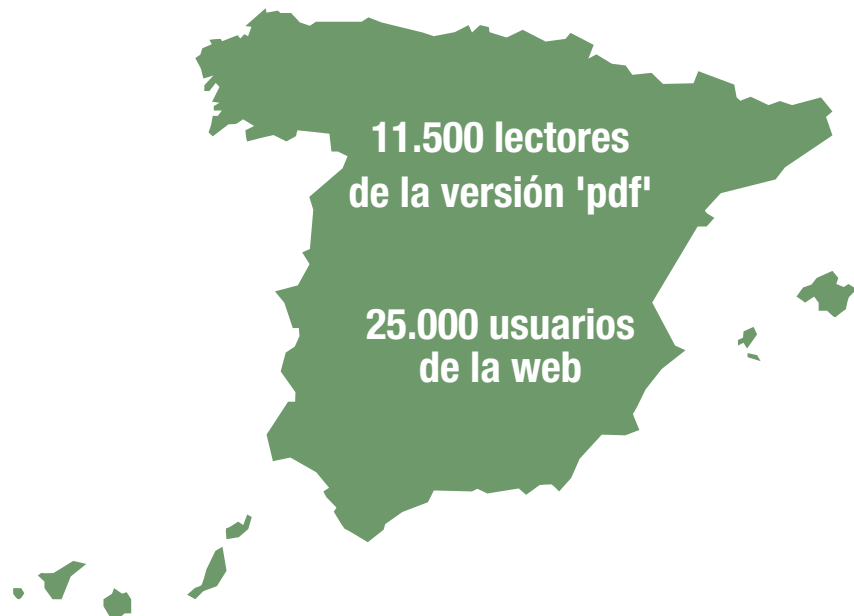 11.500 lectores
de la versión 'pdf'
25.000 usuarios
de la web